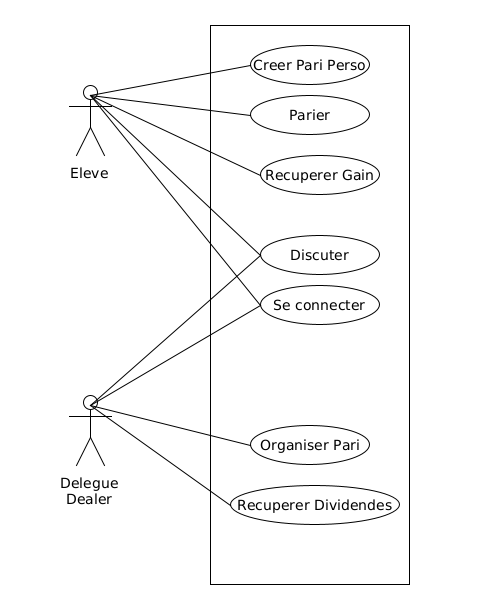 Creer Pari Perso
Parier
Eleve
Recuperer Gain
Discuter
Se connecter
Organiser Pari
Delegue
Dealer
Recuperer Dividendes